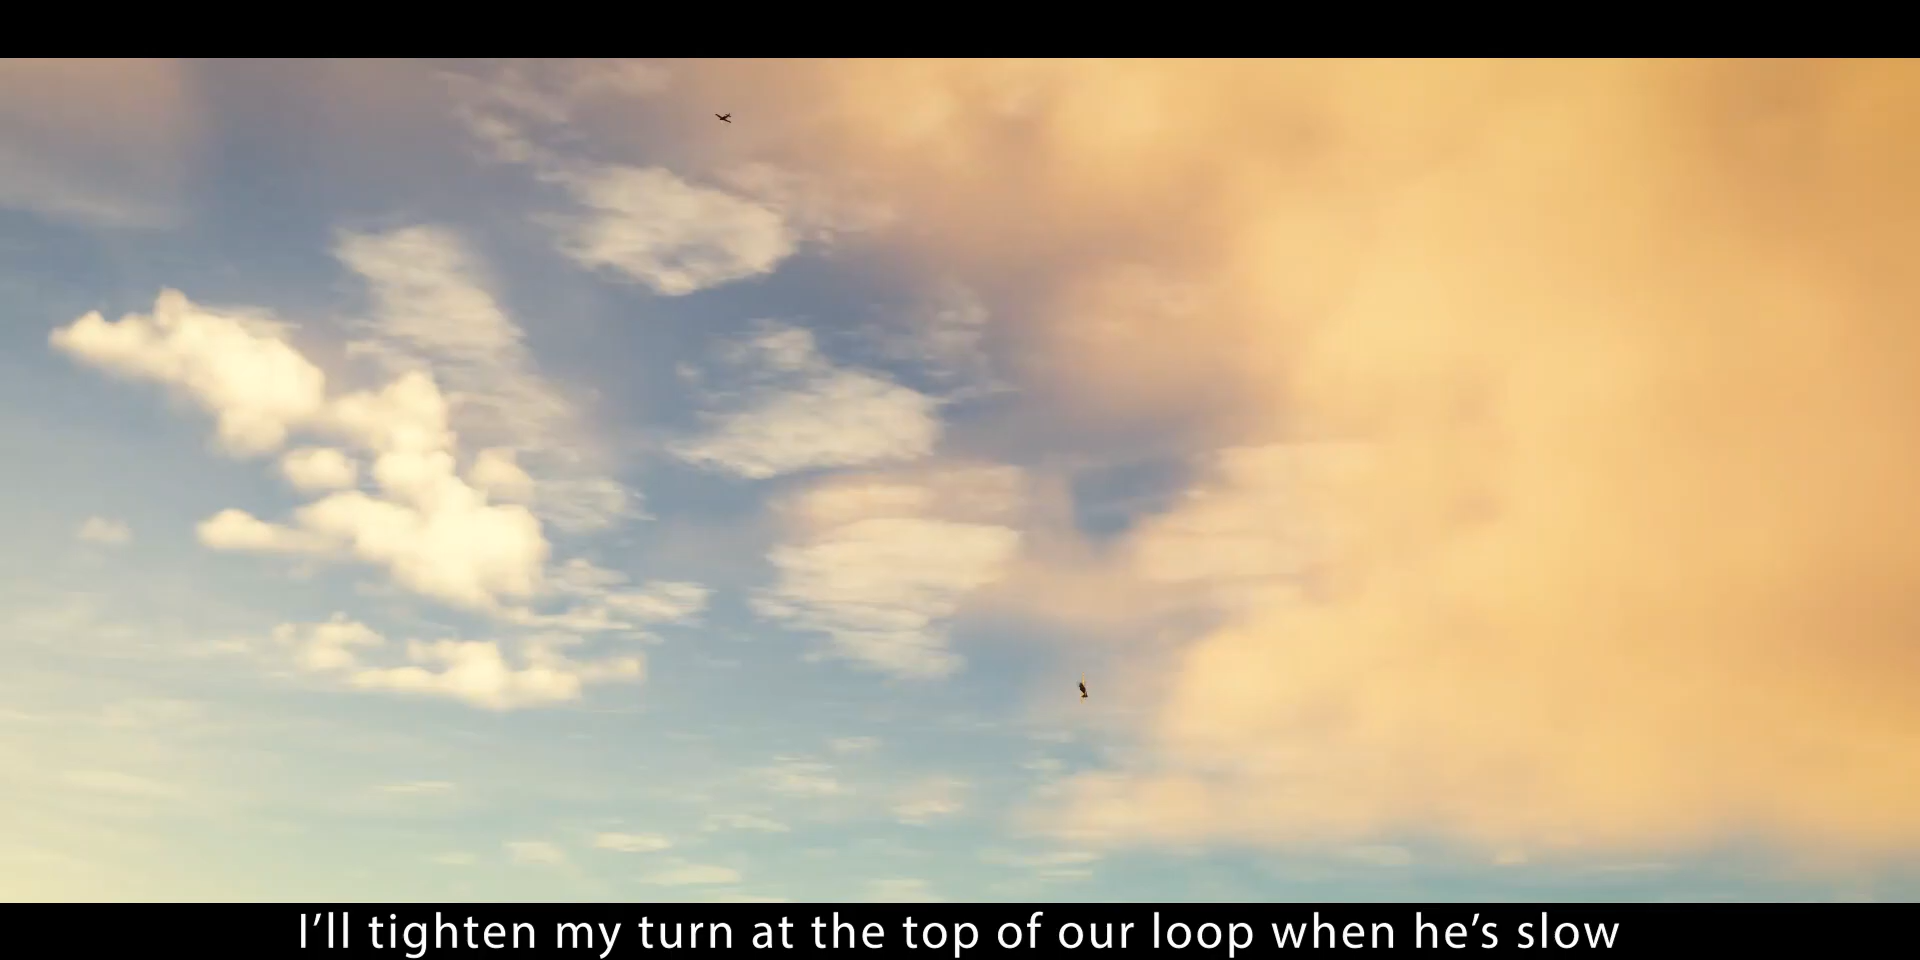 I’ll tighten my turn at the top of our loop when he’s slow